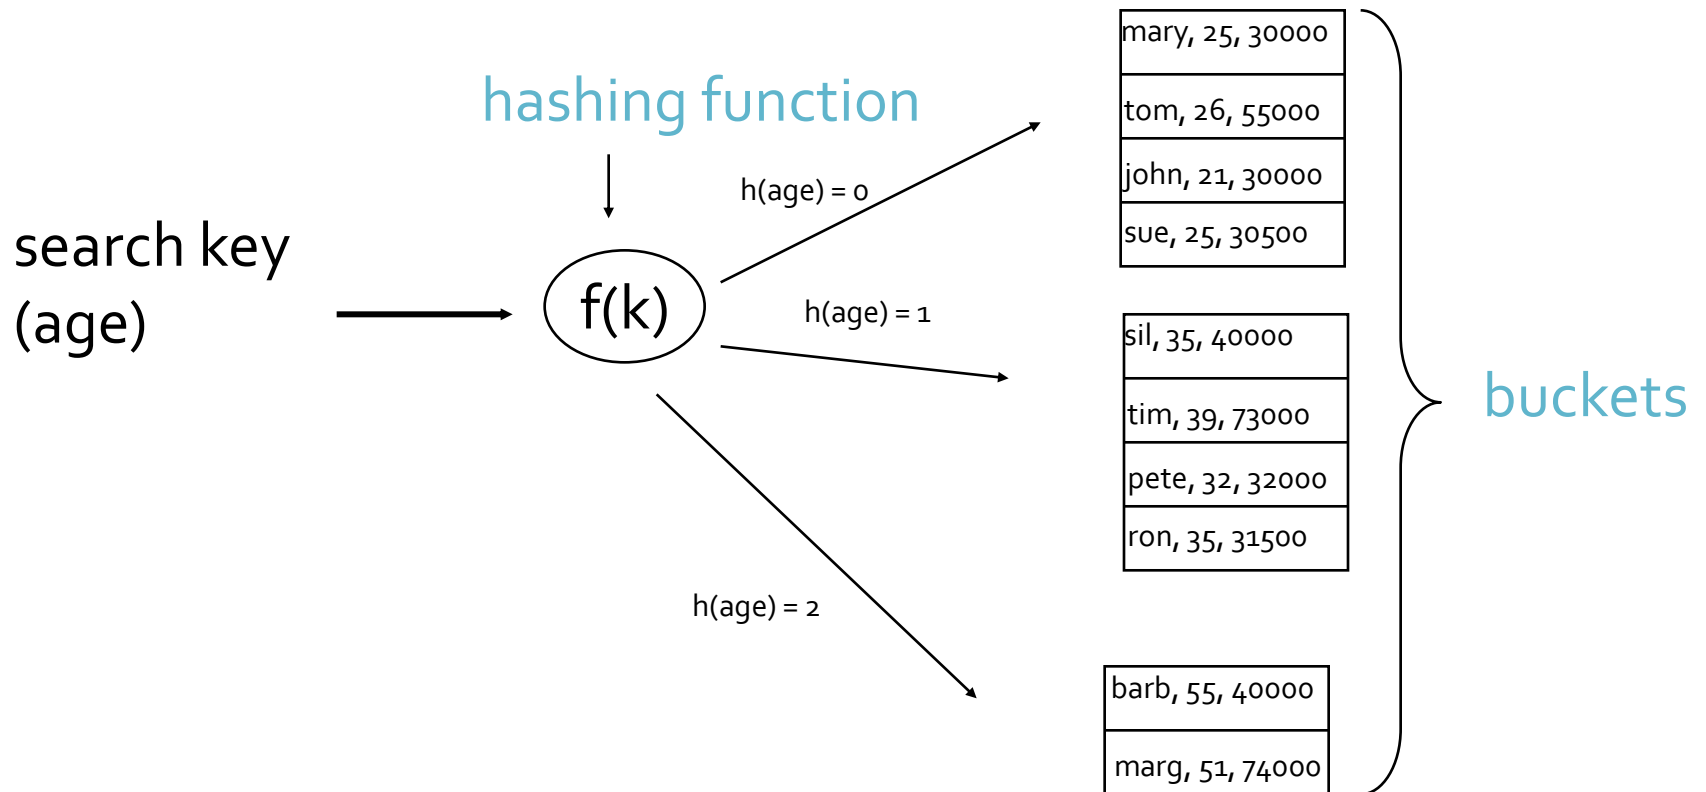 hashing function
search key
(age)
f(k)
h(age) = 0
h(age) = 1
h(age) = 2
mary, 25, 30000
tom, 26, 55000
john, 21, 30000
sue, 25, 30500
sil, 35, 40000
tim, 39, 73000
pete, 32, 32000
ron, 35, 31500
barb, 55, 40000
marg, 51, 74000
buckets